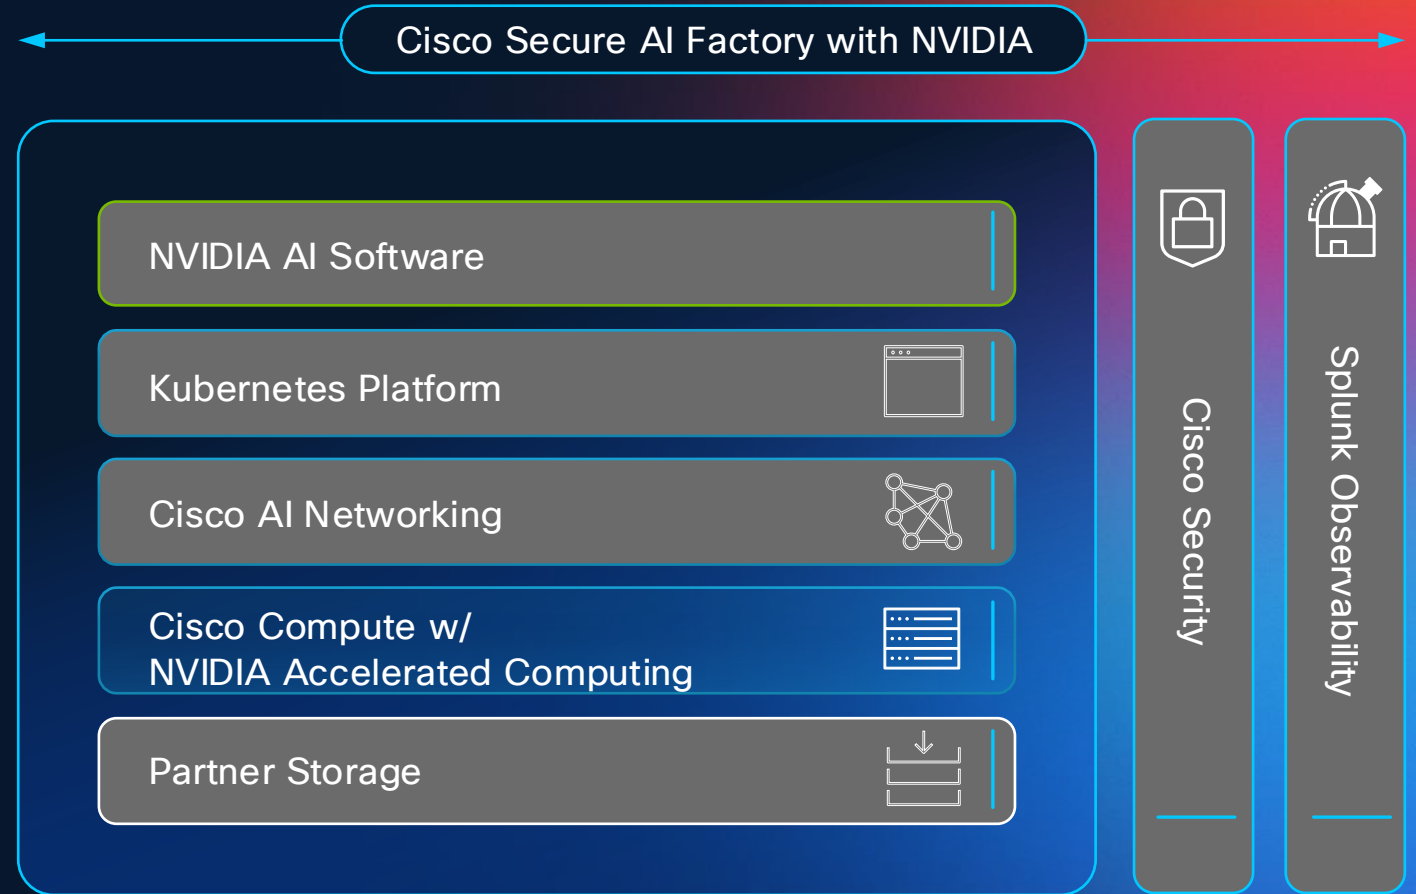 Cisco Secure AI Factory with NVIDIA
NVIDIA AI Software
Kubernetes Platform
Cisco AI Networking
Cisco Compute w/
NVIDIA Accelerated Computing
Partner Storage
Cisco Security
Splunk Observability